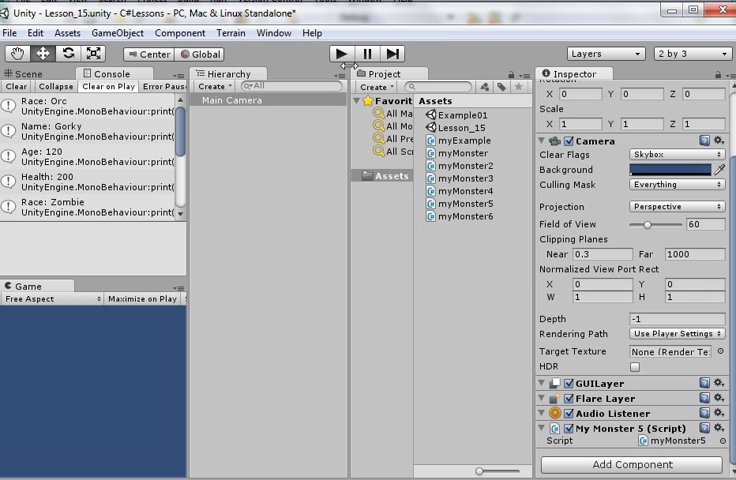 Unity - Lesson_15.unity - C#Lessons - PC, Mac & Linux Standalone*
File Edit Assets GameObject Component Terrain Window Help
Center Global Layers 2 by 3
Scene Console
Clear Collapse Clear on Play Error Paus
Race: Orc
UnityEngine.MonoBehaviour:print(
Name: Gorky
UnityEngine.MonoBehaviour:print(
Age: 120
UnityEngine.MonoBehaviour:print(
Health: 200
UnityEngine.MonoBehaviour:print(
Race: Zombie
UnityEngine.MonoBehaviour:print(
Game
Free Aspect Maximize on Play
Hierarchy
Create All
Main Camera
Project
Create
Favorit
All Ma
All Mo
All Pre
All Scr
Assets
Assets
Example01
Lesson_15
myExample
myMonster
myMonster2
myMonster3
myMonster4
myMonster5
myMonster6
Inspector
Rotation
X 0 Y 0 Z 0
Scale
X 1 Y 1 Z 1
Camera
Clear Flags Skybox
Background
Culling Mask Everything
Projection Perspective
Field of View 60
Clipping Planes
Near 0.3 Far 1000
Normalized View Port Rect
X 0 Y 0
W 1 H 1
Depth -1
Rendering Path Use Player Settings
Target Texture None (Render Te:
HDR
GUILayer
Flare Layer
Audio Listener
My Monster 5 (Script)
Script myMonster5
Add Component